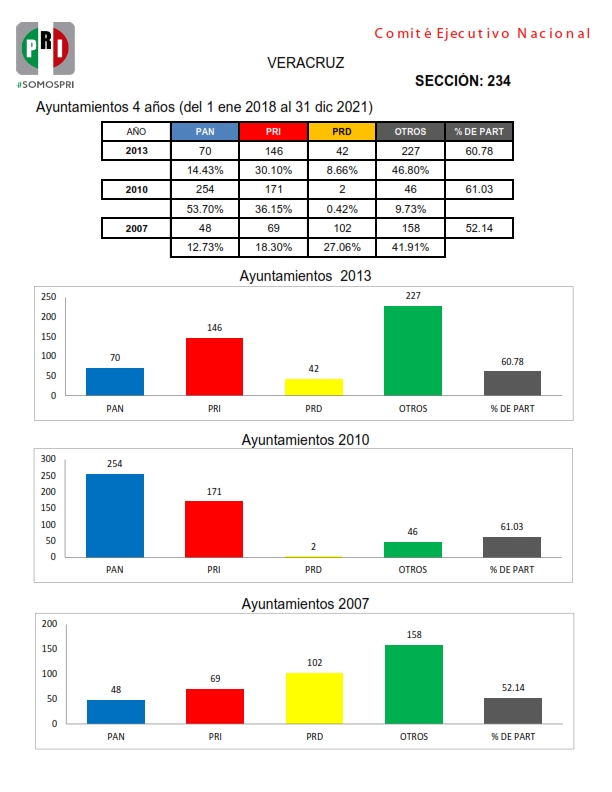 Comité Ejecutivo Nacional
PRI
#SOMOSPRI
VERACRUZ
SECCIÓN: 234
Ayuntamientos 4 años (del 1 ene 2018 al 31 dic 2021)
AÑO PAN PRI PRD OTROS % DE PART
2013 70 146 42 227 60.78
14.43% 30.10% 8.66% 46.80%
2010 254 171 2 46 61.03
53.70% 36.15% 0.42% 9.73%
2007 48 69 102 158 52.14
12.73% 18.30% 27.06% 41.91%
Ayuntamientos 2013
250
200
150
100
50
0
70 146 42 227 60.78
PAN PRI PRD OTROS % DE PART
Ayuntamientos 2010
300
250
200
150
100
50
0
254 171 2 46 61.03
PAN PRI PRD OTROS % DE PART
Ayuntamientos 2007
200
150
100
50
0
48 69 102 158 52.14
PAN PRI PRD OTROS % DE PART